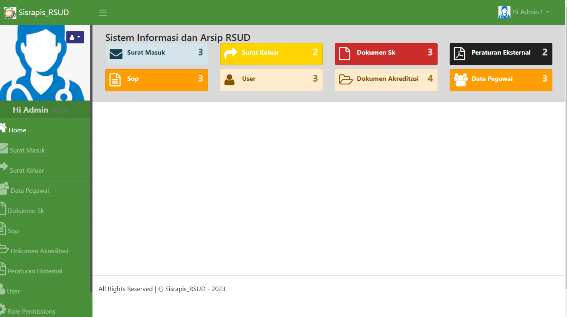 Sisrapis_RSUD
Hi Admin !
Sistem Informasi dan Arsip RSUD
Surat Masuk 3
Surat Keluar 2
Dokumen Sk 3
Peraturan Eksternal 2
Sop 3
User 3
Dokumen Akreditasi 4
Data Pegawai 3
Hi Admin
Home
Surat Masuk
Surat Keluar
Data Pegawai
Dokumen Sk
Sop
Dokumen Akreditasi
Peraturan Eksternal
User
Role Permissions
All Rights Reserved | © Sisrapis_RSUD - 2023